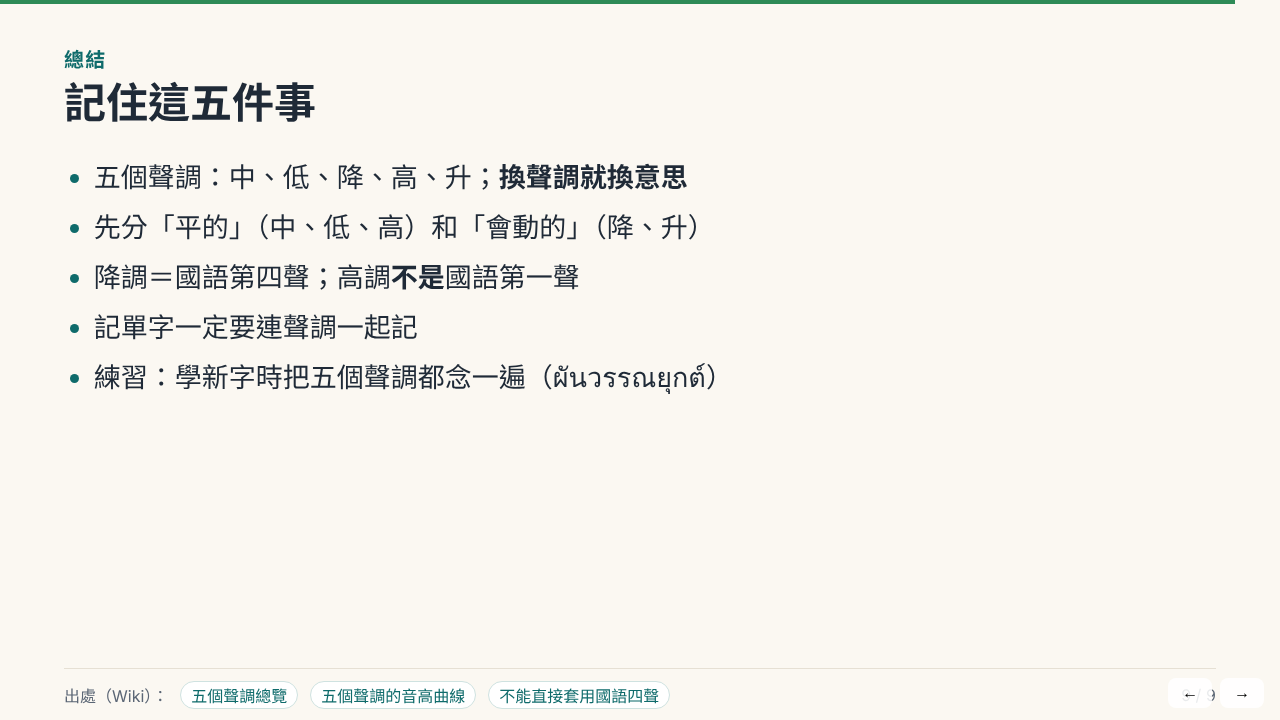 總結
記住這五件事
五個聲調：中、低、降、高、升；換聲調就換意思
先分「平的」（中、低、高）和「會動的」（降、升）
降調＝國語第四聲；高調不是國語第一聲
記單字一定要連聲調一起記
練習：學新字時把五個聲調都念一遍（ผันวรรณยุกต์）
出處（Wiki）： 五個聲調總覽 五個聲調的音高曲線 不能直接套用國語四聲 ← / 9 →